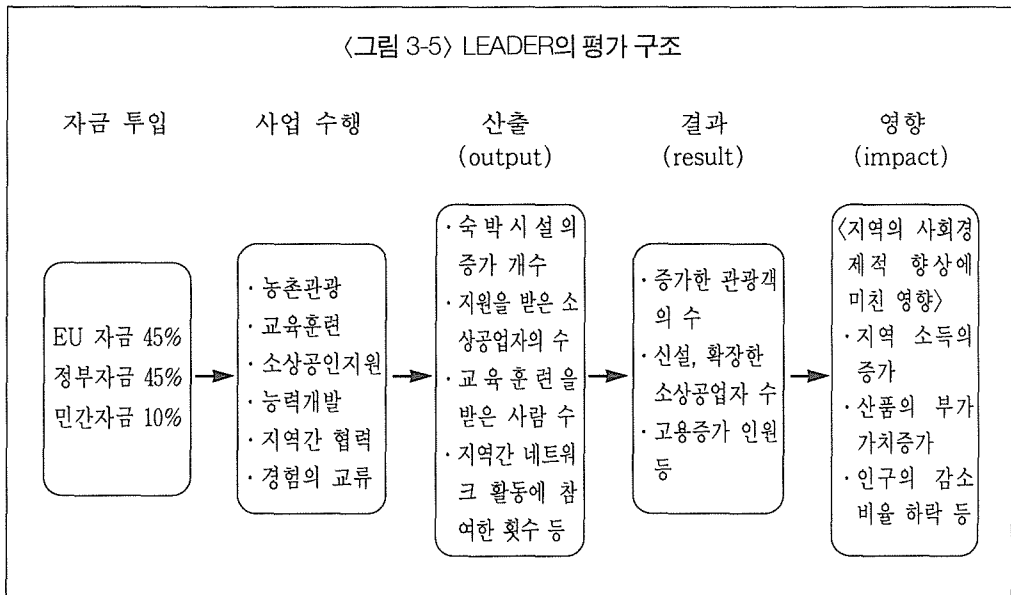 〈그림 3-5〉 LEADER의 평가 구조
자금 투입
EU 자금 45%
정부자금 45%
민간자금 10%
사업 수행
· 농촌관광
· 교육훈련
· 소상공인지원
· 능력개발
· 지역간 협력
· 경험의 교류
산출
(output)
· 숙박시설의
증가 개수
· 지원을 받은 소
상공업자의 수
· 교육훈련을
받은 사람 수
· 지역간 네트워
크 활동에 참
여한 횟수 등
결과
(result)
· 증가한 관광객
의 수
· 신설, 확장한
소상공업자 수
· 고용증가 인원
등
영향
(impact)
〈지역의 사회경
제적 향상에
미친 영향〉
· 지역 소득의
증가
· 산품의 부가
가치증가
· 인구의 감소
비율 하락 등